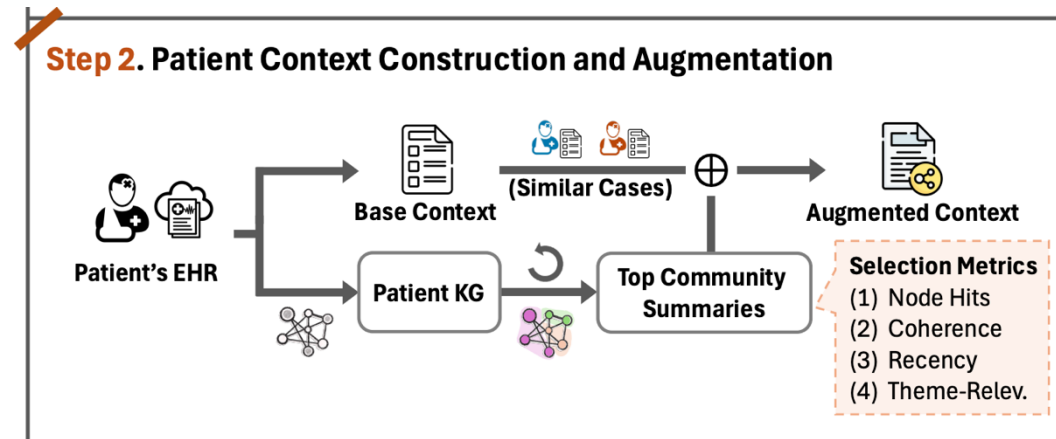 Step 2. Patient Context Construction and Augmentation
Patient's EHR
Base Context
(Similar Cases)
Augmented Context
Patient KG
Top Community
Summaries
Selection Metrics
(1) Node Hits
(2) Coherence
(3) Recency
(4) Theme-Relev.